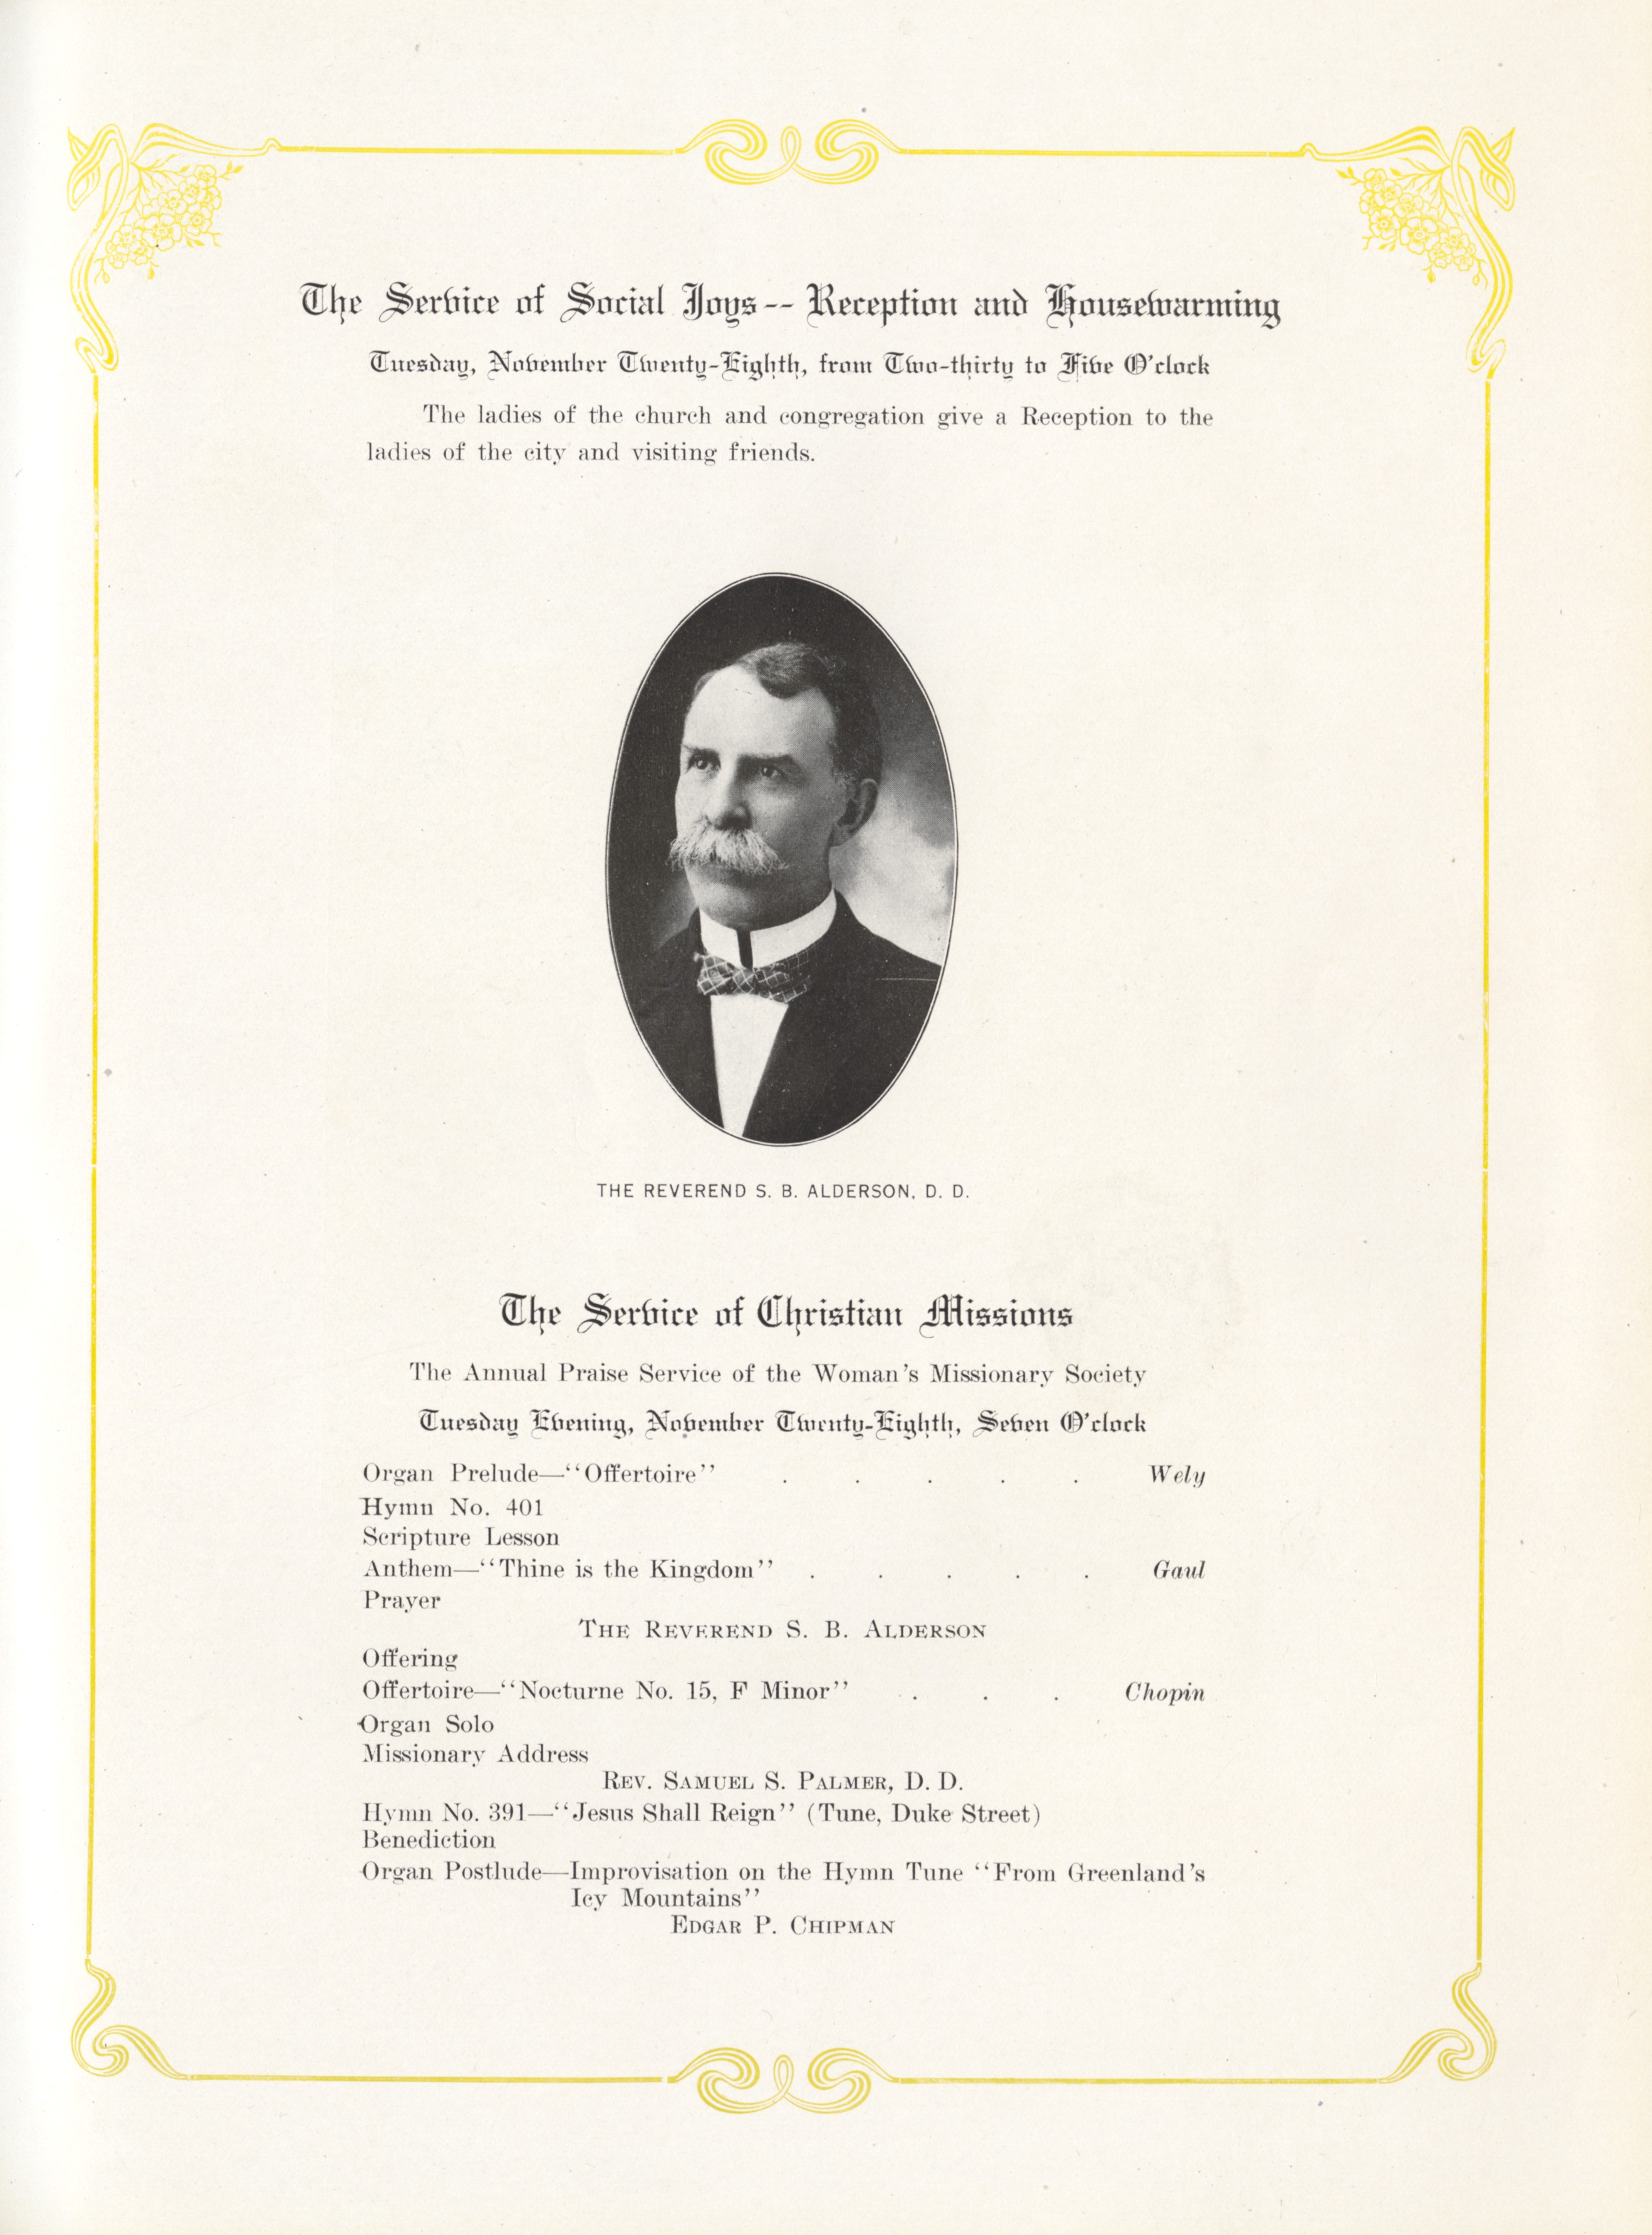 The Service of Social Joys -- Reception and Housewarming
Tuesday, November Twenty-Eighth, from Two-thirty to Five O'clock
The ladies of the church and congregation give a Reception to the
ladies of the city and visiting friends.
THE REVEREND S. B. ALDERSON, D. D.
The Service of Christian Missions
The Annual Praise Service of the Woman's Missionary Society
Tuesday Evening, November Twenty-Eighth, Seven O'clock
Organ Prelude—"Offertoire" . . . . . Wely
Hymn No. 401
Scripture Lesson
Anthem—"Thine is the Kingdom" . . . . . Gaul
Prayer
THE REVEREND S. B. ALDERSON
Offering
Offertoire—"Nocturne No. 15, F Minor" . . . Chopin
Organ Solo
Missionary Address
REV. SAMUEL S. PALMER, D. D.
Hymn No. 391—"Jesus Shall Reign" (Tune, Duke Street)
Benediction
Organ Postlude—Improvisation on the Hymn Tune "From Greenland's
Icy Mountains"
EDGAR P. CHIPMAN